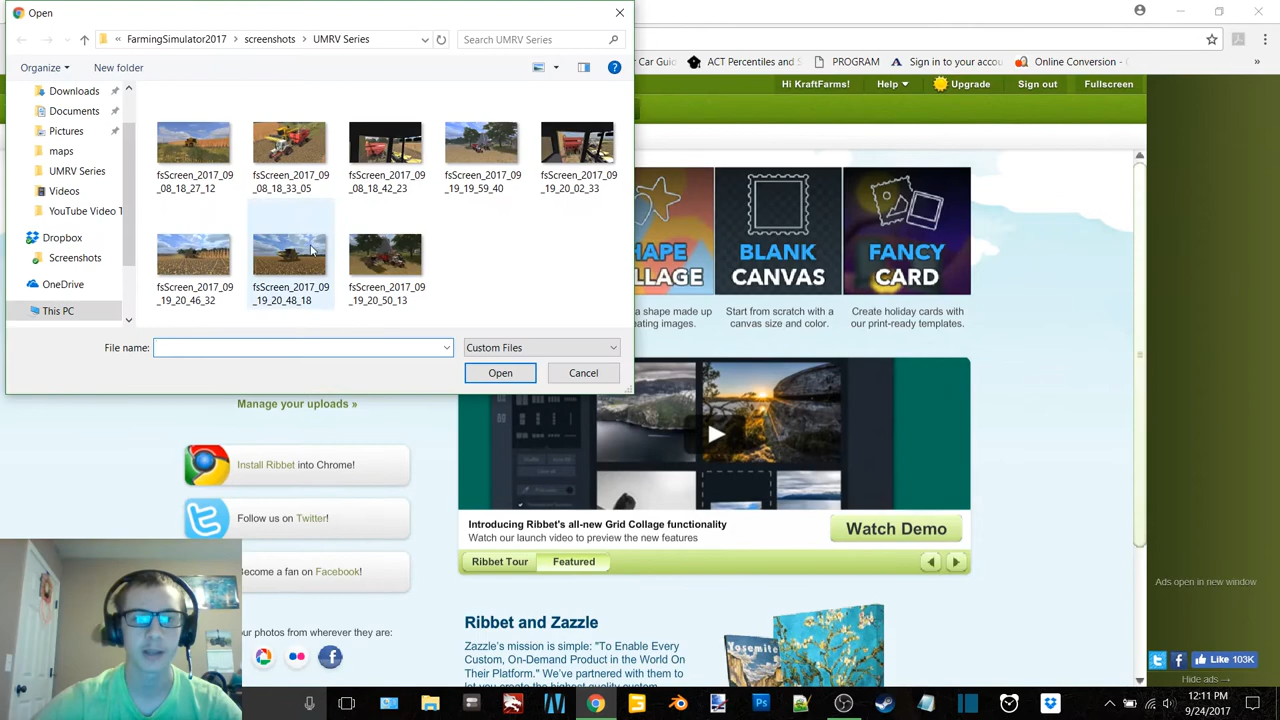 Open
« FarmingSimulator2017 > screenshots > UMRV Series
Search UMRV Series
Organize
New folder
Downloads
Documents
Pictures
maps
UMRV Series
Videos
YouTube Video T
Dropbox
Screenshots
OneDrive
This PC
fsScreen_2017_09
_08_18_27_12
fsScreen_2017_09
_08_18_33_05
fsScreen_2017_09
_08_18_42_23
fsScreen_2017_09
_19_19_59_40
fsScreen_2017_09
_19_20_02_33
fsScreen_2017_09
_19_20_46_32
fsScreen_2017_09
_19_20_48_18
fsScreen_2017_09
_19_20_50_13
File name:
Custom Files
Open
Cancel
Car Guid
ACT Percentiles and S
PROGRAM
Sign in to your accou
Online Conversion -
»
Hi KraftFarms!
Help
Upgrade
Sign out
Fullscreen
HAPE
LLAGE
BLANK
CANVAS
FANCY
CARD
a shape made up
ating images.
Start from scratch with a
canvas size and color.
Create holiday cards with
our print-ready templates.
Manage your uploads »
Install Ribbet into Chrome!
Follow us on Twitter!
Become a fan on Facebook!
our photos from wherever they are:
Introducing Ribbet's all-new Grid Collage functionality
Watch our launch video to preview the new features
Watch Demo
Ribbet Tour
Featured
Ribbet and Zazzle
Zazzle's mission is simple: "To Enable Every
Custom, On-Demand Product in the World On
Their Platform." We've partnered with them to
let you create the highest quality custom
Yosemite
Ads open in new window
Like 103K
Hide ads →
12:11 PM
9/24/2017